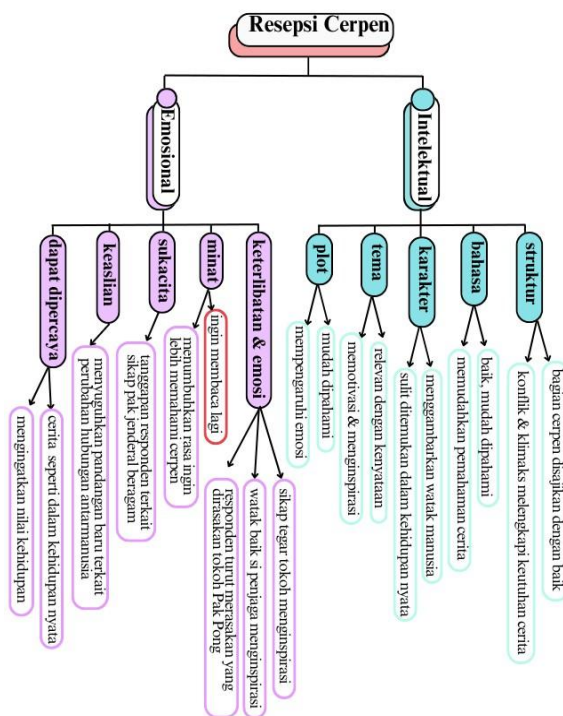 Resepsi Cerpen
Emosional
Intelektual
dapat dipercaya
keaslian
sukacita
minat
keterlibatan & emosi
plot
tema
karakter
bahasa
struktur
mengingatkan nilai kehidupan
cerita seperti dalam kehidupan nyata
menyuguhkan pandangan baru terkait
perubahan hubungan antarmanusia
tanggapan responden terkait
sikap pak jenderal beragam
menumbuhkan rasa ingin
lebih memahami cerpen
ingin membaca lagi
responden turut merasakan yang
dirasakan tokoh Pak Pong
watak baik si penjaga menginspirasi
sikap tegar tokoh menginspirasi
mempengaruhi emosi
mudah dipahami
memotivasi & menginspirasi
relevan dengan kenyataan
sulit ditemukan dalam kehidupan nyata
menggambarkan watak manusia
memudahkan pemahaman cerita
baik, mudah dipahami
konflik & klimaks melengkapi keutuhan cerita
bagian cerpen disajikan dengan baik